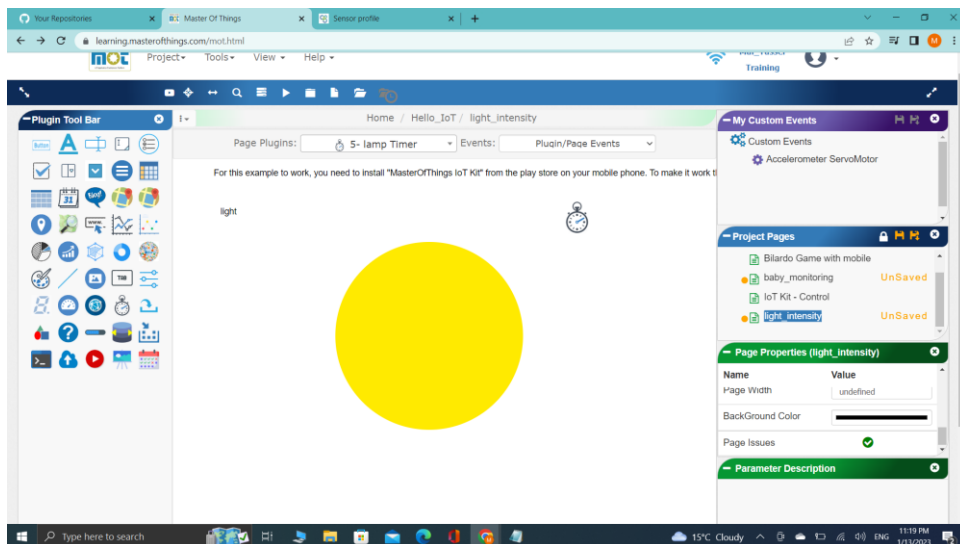 Your Repositories
Master Of Things
Sensor profile
learning.masterofthings.com/mot.html
MOT
Project
Tools
View
Help
Training
Plugin Tool Bar
Home / Hello_IoT / light_intensity
Page Plugins:
5- lamp Timer
Events:
Plugin/Page Events
For this example to work, you need to install "MasterOfThings IoT Kit" from the play store on your mobile phone. To make it work t
light
My Custom Events
Custom Events
Accelerometer ServoMotor
Project Pages
Bilardo Game with mobile
baby_monitoring UnSaved
IoT Kit - Control
light_intensity UnSaved
Page Properties (light_intensity)
Name Value
Page Width undefined
BackGround Color
Page Issues
Parameter Description
Type here to search
15°C Cloudy
ENG
11:19 PM
1/13/2023